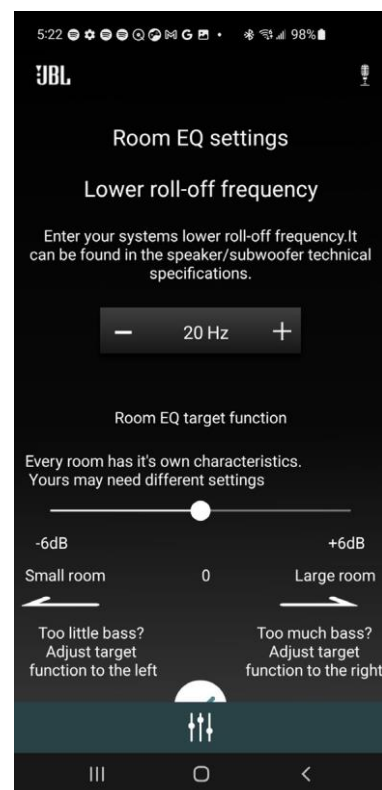 5:22
98%
JBL
Room EQ settings
Lower roll-off frequency
Enter your systems lower roll-off frequency.It
can be found in the speaker/subwoofer technical
specifications.
− 20 Hz +
Room EQ target function
Every room has it's own characteristics.
Yours may need different settings
-6dB +6dB
Small room 0 Large room
Too little bass?
Adjust target
function to the left
Too much bass?
Adjust target
function to the right